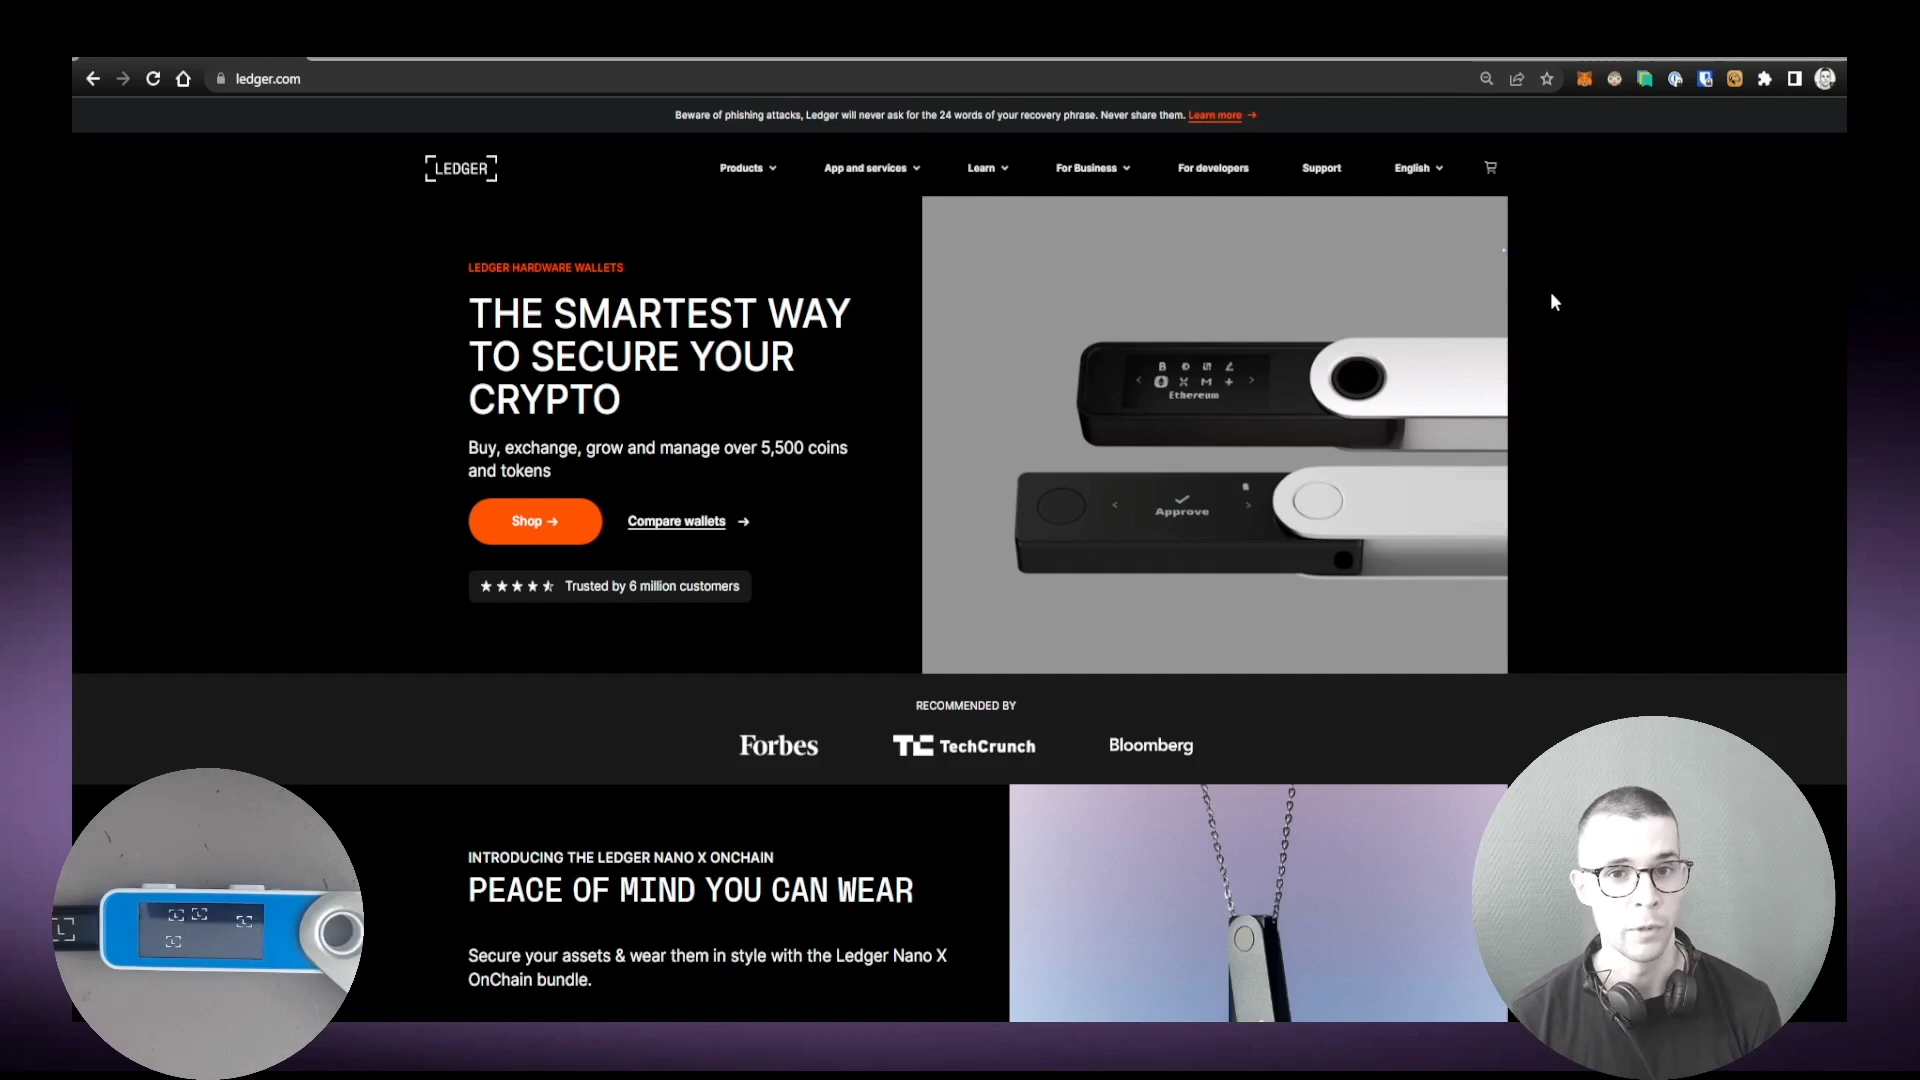 ledger.com
Beware of phishing attacks, Ledger will never ask for the 24 words of your recovery phrase. Never share them. Learn more →
[LEDGER]
Products
App and services
Learn
For Business
For developers
Support
English
LEDGER HARDWARE WALLETS
THE SMARTEST WAY
TO SECURE YOUR
CRYPTO
Buy, exchange, grow and manage over 5,500 coins
and tokens
Shop →
Compare wallets →
Trusted by 6 million customers
Ethereum
Approve
RECOMMENDED BY
Forbes
TC TechCrunch
Bloomberg
INTRODUCING THE LEDGER NANO X ONCHAIN
PEACE OF MIND YOU CAN WEAR
Secure your assets & wear them in style with the Ledger Nano X
OnChain bundle.